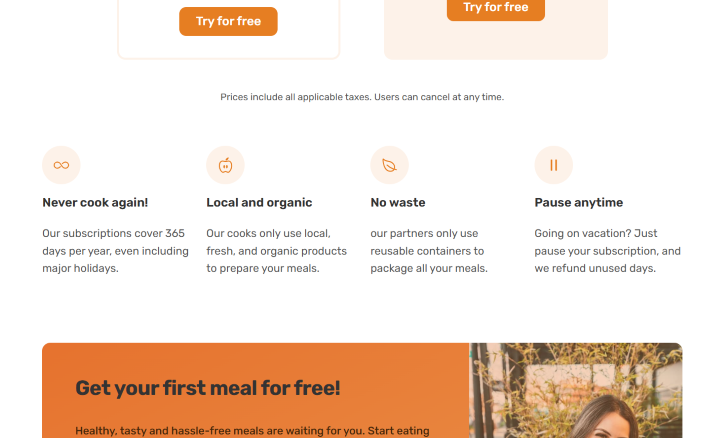 Try for free
Try for free
Prices include all applicable taxes. Users can cancel at any time.
Never cook again!
Our subscriptions cover 365
days per year, even including
major holidays.
Local and organic
Our cooks only use local,
fresh, and organic products
to prepare your meals.
No waste
our partners only use
reusable containers to
package all your meals.
Pause anytime
Going on vacation? Just
pause your subscription, and
we refund unused days.
Get your first meal for free!
Healthy, tasty and hassle-free meals are waiting for you. Start eating